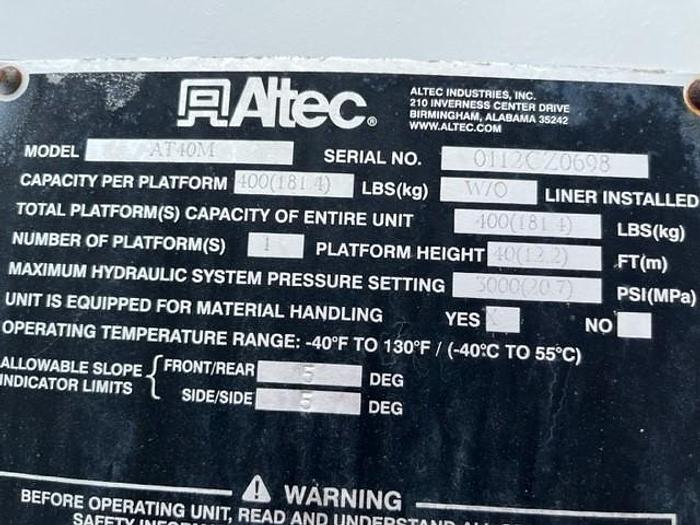 Altec®
ALTEC INDUSTRIES, INC.
210 INVERNESS CENTER DRIVE
BIRMINGHAM, ALABAMA 35242
WWW.ALTEC.COM
MODEL AT40M SERIAL NO. 0112CZ0698
CAPACITY PER PLATFORM 400(181.4) LBS(kg) W/O LINER INSTALLED
TOTAL PLATFORM(S) CAPACITY OF ENTIRE UNIT 400(181.4) LBS(kg)
NUMBER OF PLATFORM(S) 1 PLATFORM HEIGHT 40(12.2) FT(m)
MAXIMUM HYDRAULIC SYSTEM PRESSURE SETTING 3000(20.7) PSI(MPa)
UNIT IS EQUIPPED FOR MATERIAL HANDLING YES X NO
OPERATING TEMPERATURE RANGE: -40°F TO 130°F / (-40°C TO 55°C)
ALLOWABLE SLOPE INDICATOR LIMITS { FRONT/REAR 5 DEG
SIDE/SIDE 5 DEG
WARNING
BEFORE OPERATING UNIT, READ AND UNDERSTAND
SAFETY